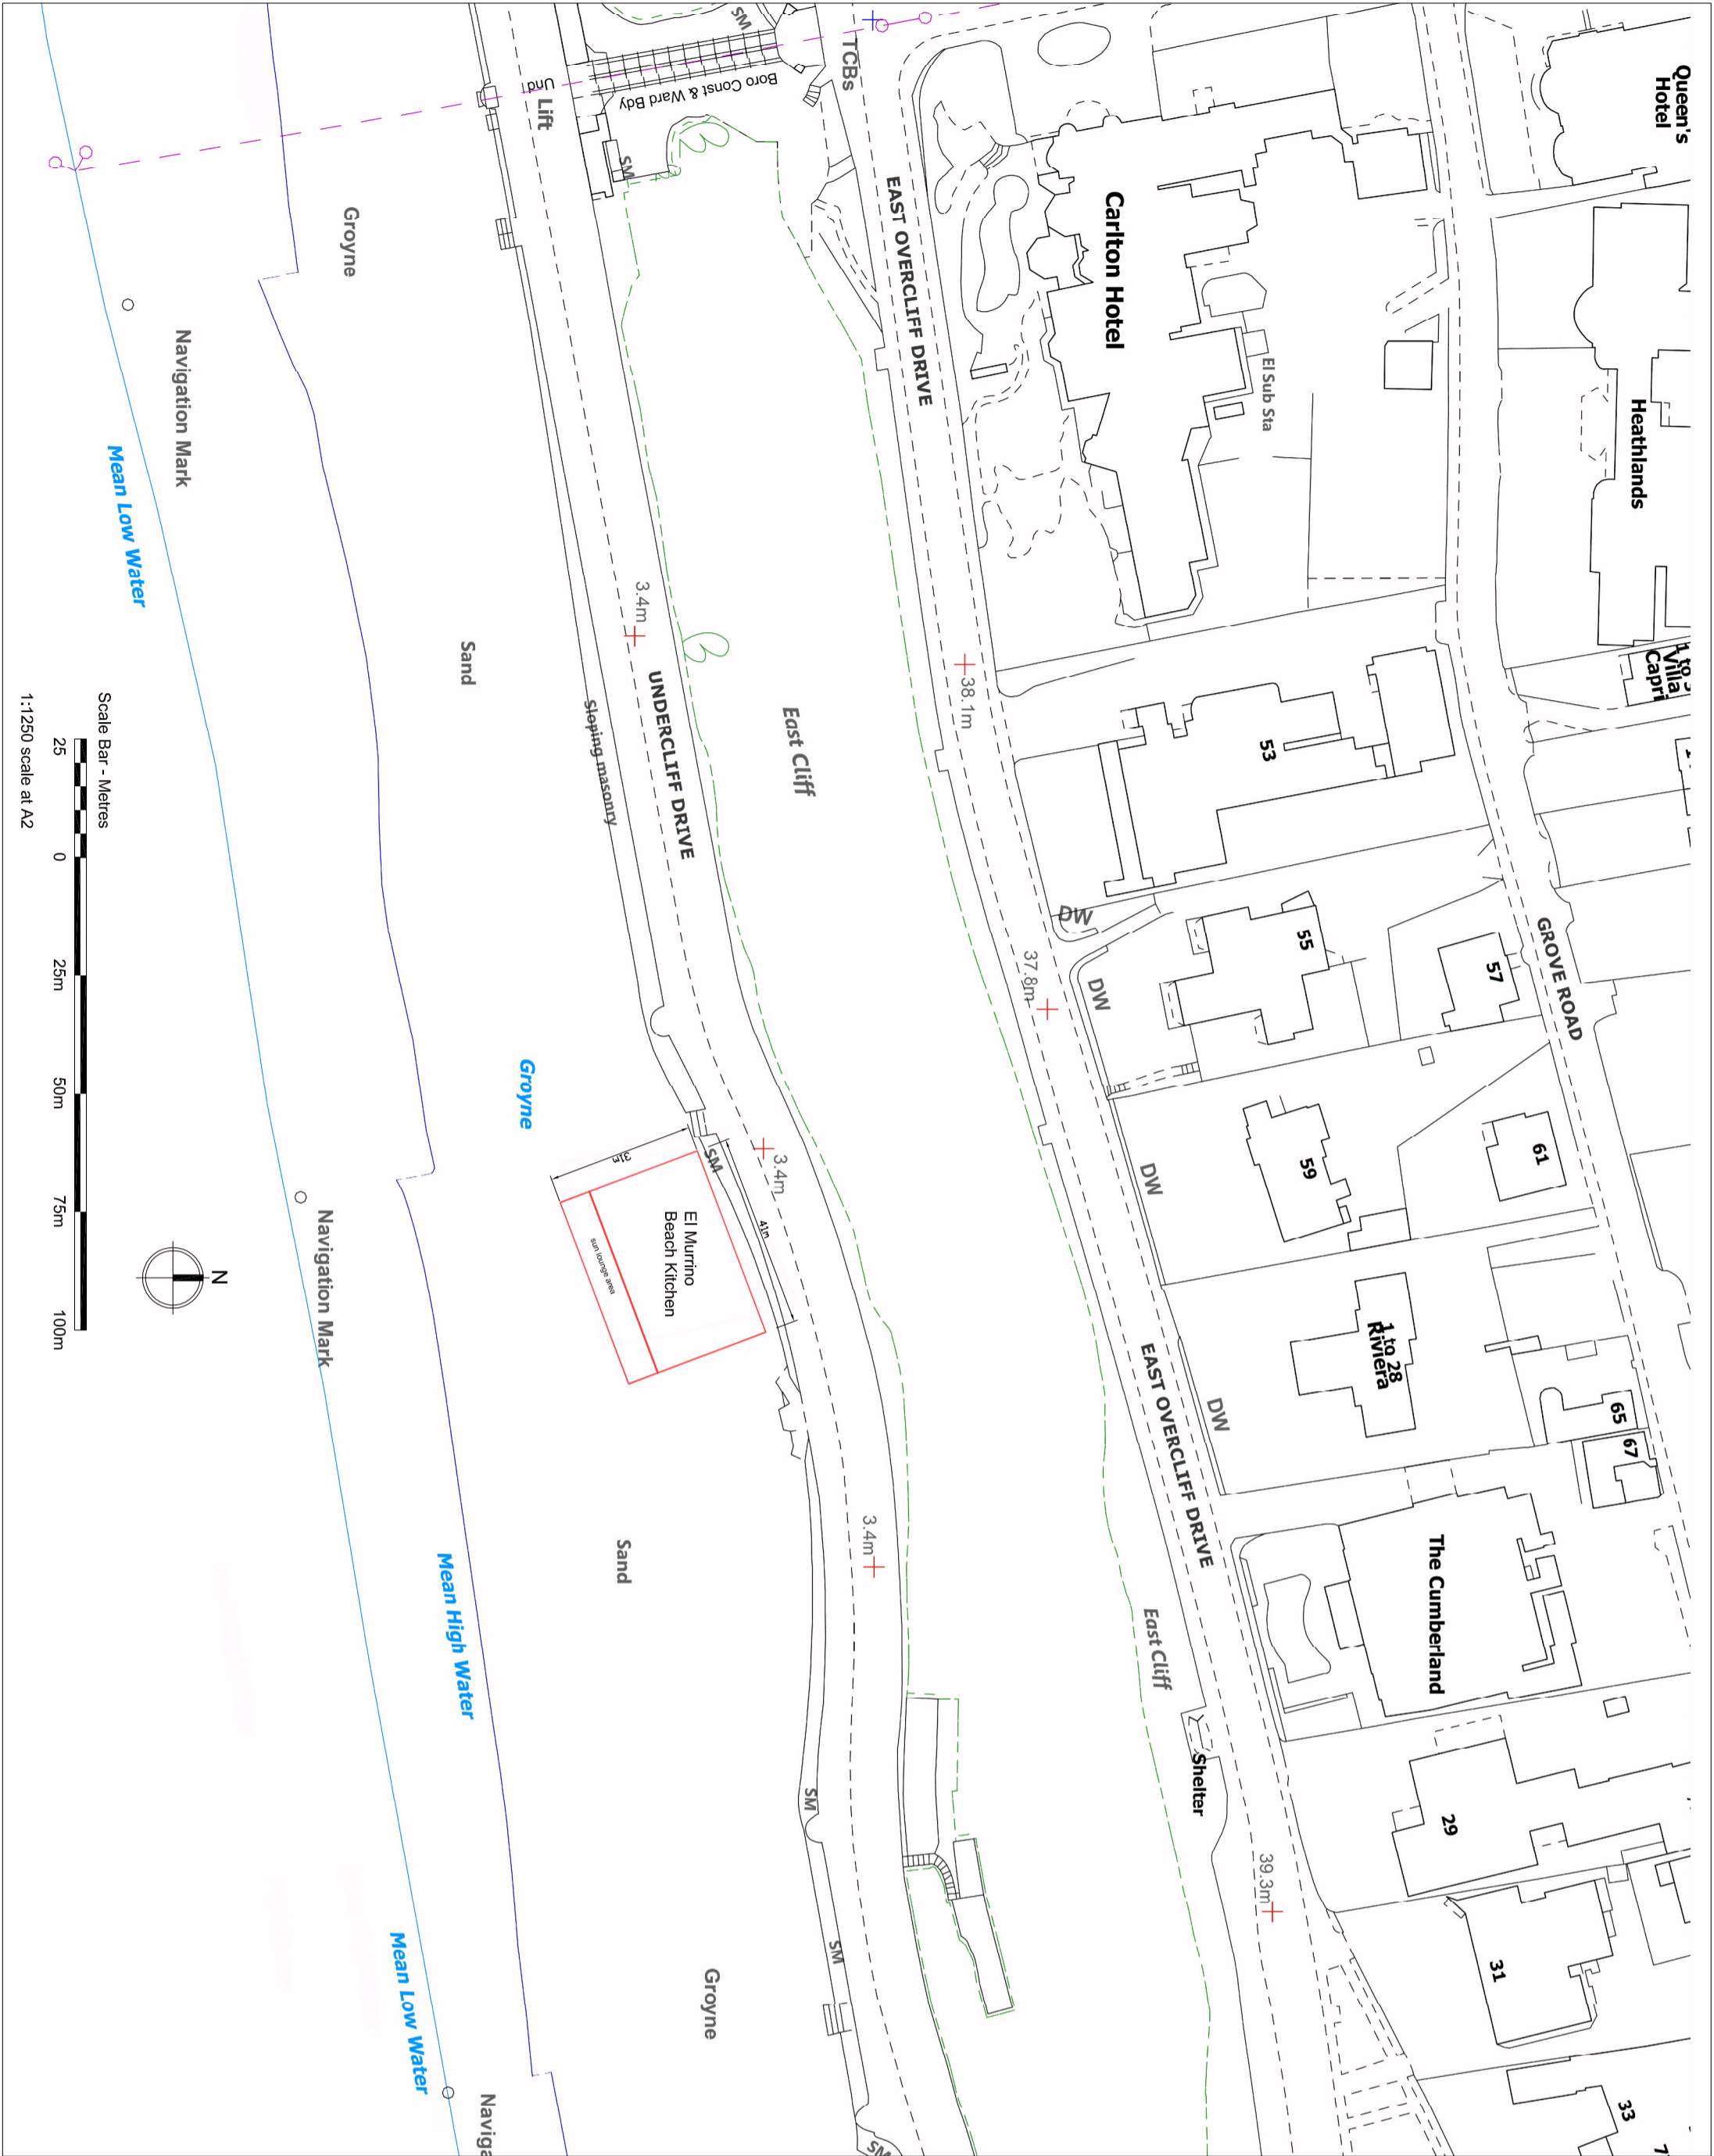 Queen's
Hotel
Heathlands
1 to 5
Villa
Capri
GROVE ROAD
Carlton Hotel
El Sub Sta
53
55
57
59
61
1 to 28
Riviera
65
67
The Cumberland
29
31
33
TCBs
EAST OVERCLIFF DRIVE
38.1m
DW
37.8m
DW
DW
EAST OVERCLIFF DRIVE
DW
East Cliff
Shelter
39.3m
SM
Boro Const & Ward Bdy
Und
Lift
SM
East Cliff
3.4m
UNDERCLIFF DRIVE
Sloping masonry
3.4m
SM
41m
31m
El Murrino
Beach Kitchen
sun lounge area
3.4m
SM
SM
SM
Groyne
Sand
Groyne
Sand
Groyne
Navigation Mark
Mean Low Water
Navigation Mark
Mean High Water
Mean Low Water
Naviga
N
Scale Bar - Metres
25 0 25m 50m 75m 100m
1:1250 scale at A2